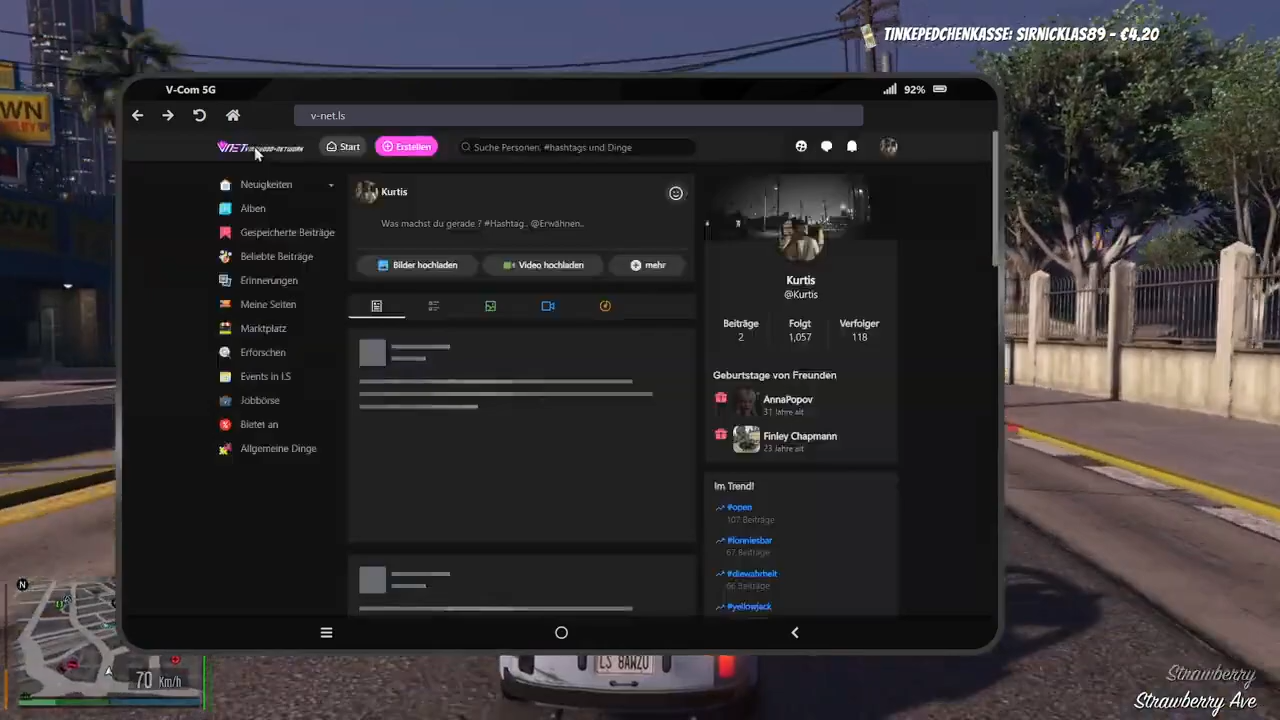 TINKEPEDCHENKASSE: SIRNICKLAS89 - €4.20
V-Com 5G
92%
v-net.ls
VNET
Start
Erstellen
Suche Personen, #hashtags und Dinge
Neuigkeiten
Alben
Gespeicherte Beiträge
Beliebte Beiträge
Erinnerungen
Meine Seiten
Marktplatz
Erforschen
Events in LS
Jobbörse
Bietet an
Allgemeine Dinge
Kurtis
Was machst du gerade ? #Hashtag.. @Erwähnen..
Bilder hochladen
Video hochladen
mehr
Kurtis
@Kurtis
Beiträge Folgt Verfolger
2 1,057 118
Geburtstage von Freunden
AnnaPopov
31 Jahre alt
Finley Chapmann
23 Jahre alt
Im Trend!
#open
107 Beiträge
#lonniesbar
67 Beiträge
#diewahrheit
66 Beiträge
#yellowjack
WN
N
70 Km/h
Strawberry
Strawberry Ave